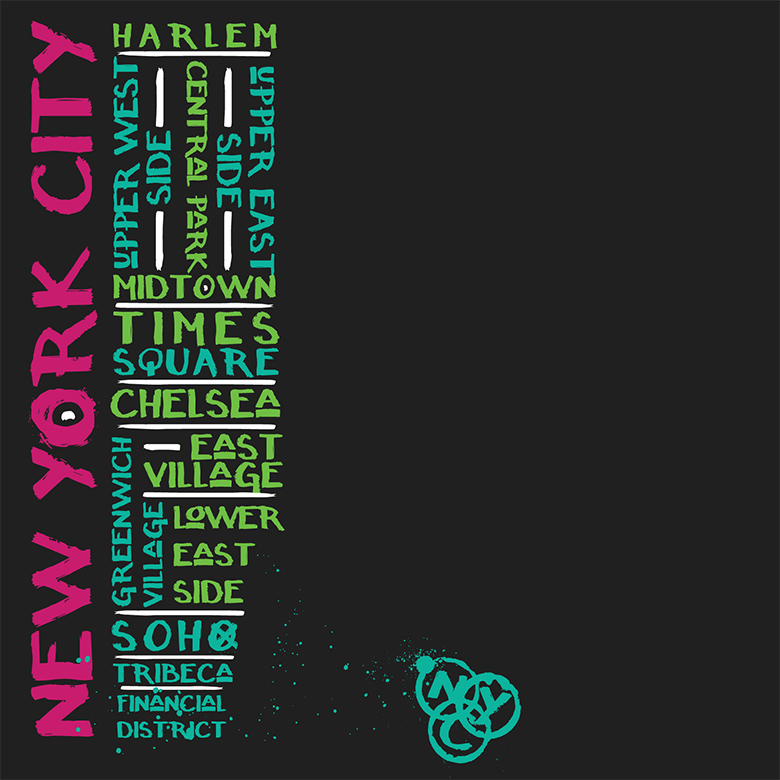 NEW YORK CITY
HARLEM
UPPER WEST
SIDE
CENTRAL PARK
SIDE
UPPER EAST
MIDTOWN
TIMES
SQUARE
CHELSEA
EAST
VILLAGE
GREENWICH
VILLAGE
LOWER
EAST
SIDE
SOHO
TRIBECA
FINANCIAL
DISTRICT
NYC